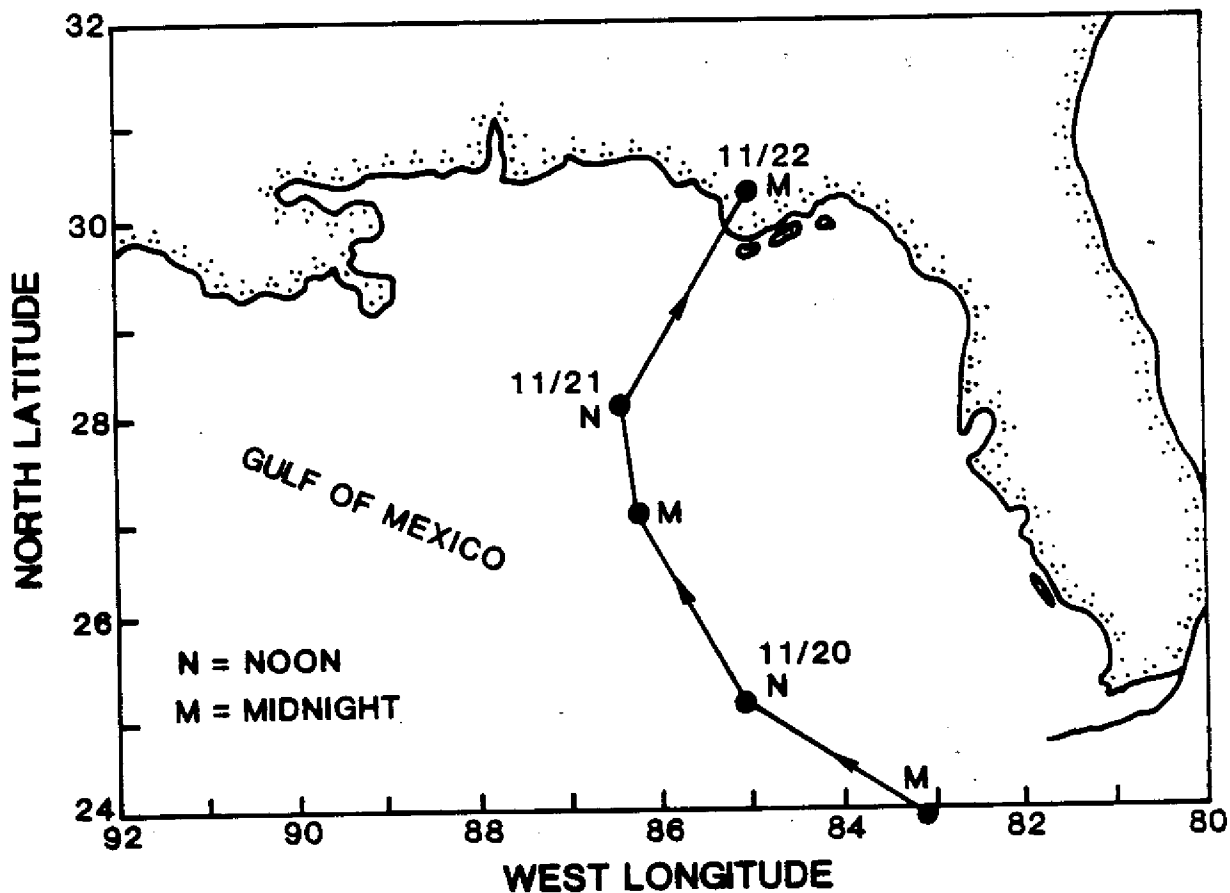 32
30
28
26
24
NORTH LATITUDE
11/22
M
11/21
N
GULF OF MEXICO
M
11/20
N
N = NOON
M = MIDNIGHT
M
92
90
88
86
84
82
80
WEST LONGITUDE